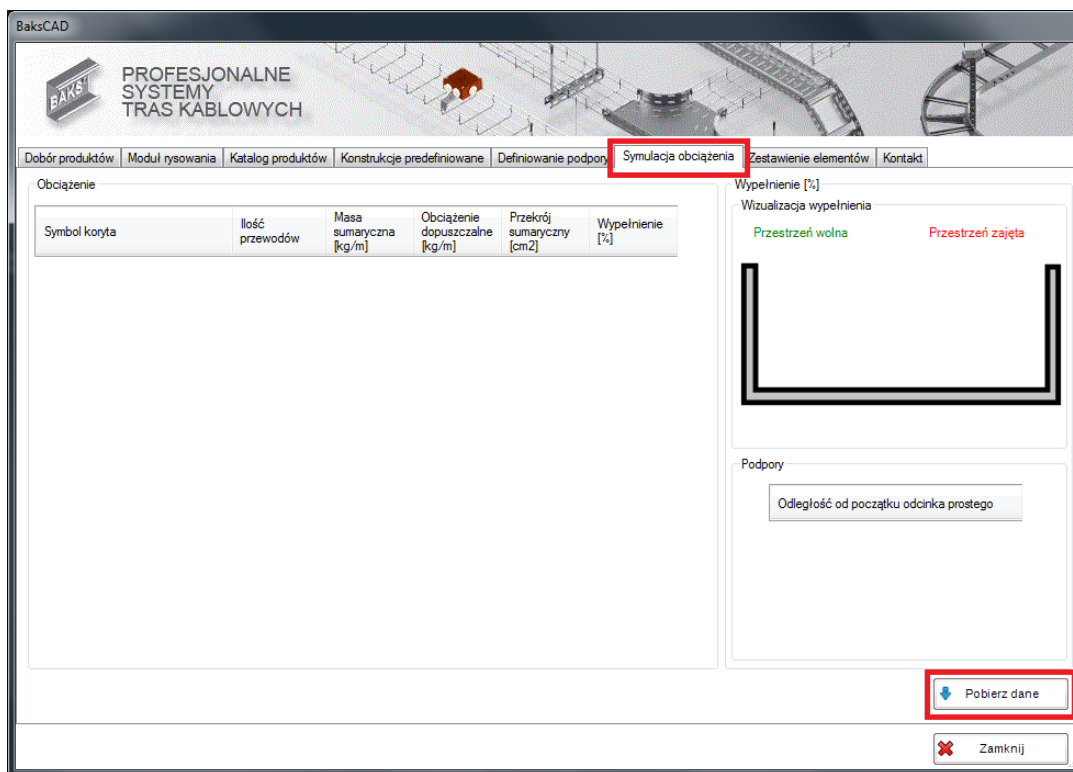 BaksCAD
BAKS
PROFESJONALNE
SYSTEMY
TRAS KABLOWYCH
Dobór produktów Moduł rysowania Katalog produktów Konstrukcje predefiniowane Definiowanie podpory Symulacja obciążenia Zestawienie elementów Kontakt
Obciążenie
Symbol koryta
Ilość
przewodów
Masa
sumaryczna
[kg/m]
Obciążenie
dopuszczalne
[kg/m]
Przekrój
sumaryczny
[cm2]
Wypełnienie
[%]
Wypełnienie [%]
Wizualizacja wypełnienia
Przestrzeń wolna Przestrzeń zajęta
Podpory
Odległość od początku odcinka prostego
Pobierz dane
Zamknij